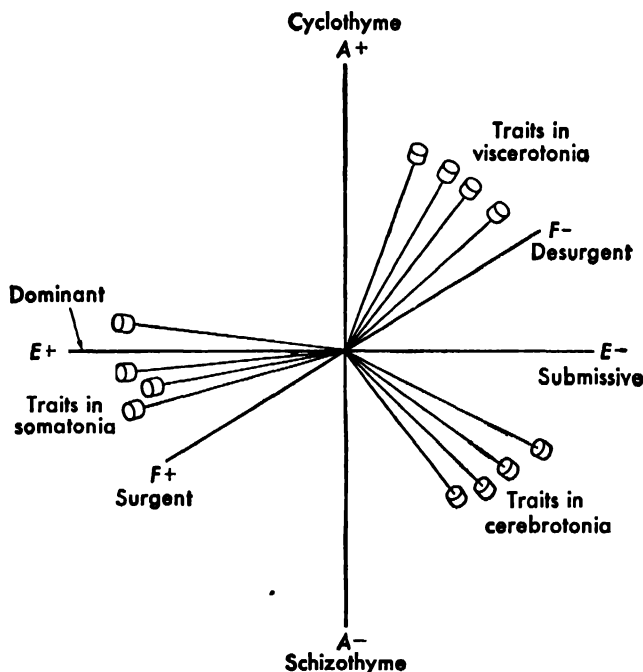 Cyclothyme
A+
Traits in
viscerotonia
F−
Desurgent
Dominant
E+
E−
Submissive
Traits in
somatonia
F+
Surgent
Traits in
cerebrotonia
A−
Schizothyme